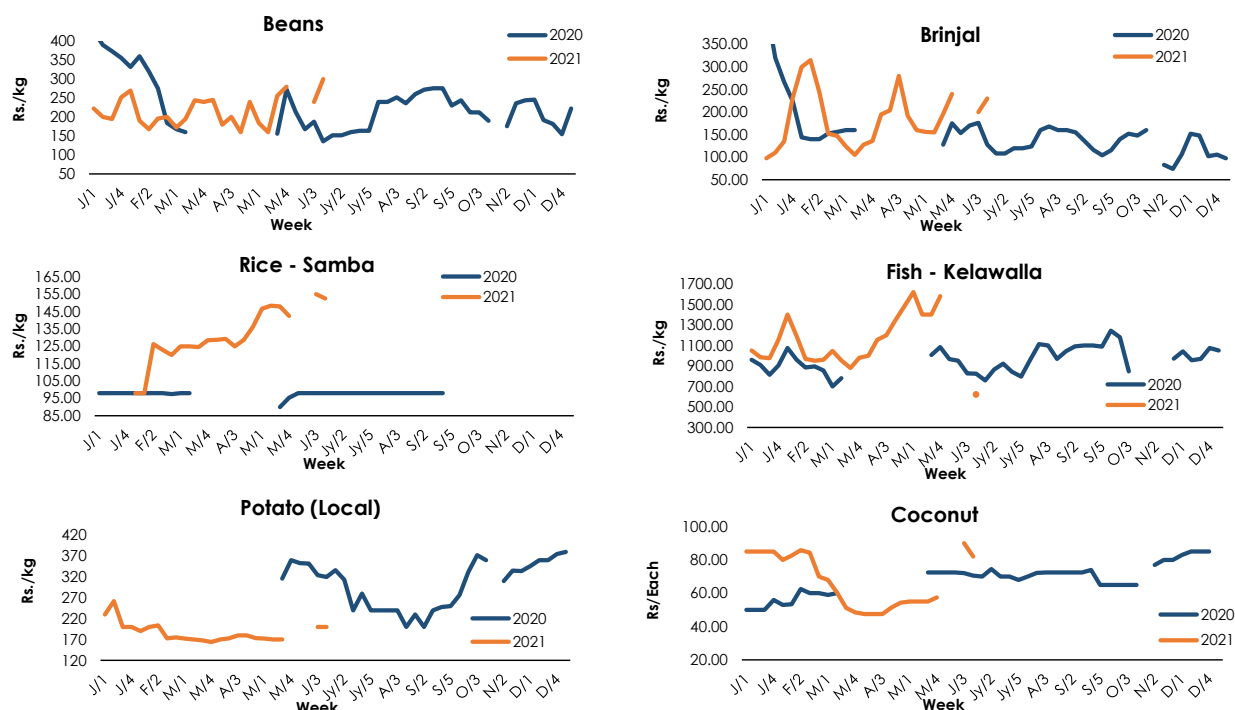 Beans
2020
2021
Rs./kg
400
350
300
250
200
150
100
50
J/1
J/4
F/2
M/1
M/4
A/3
M/1
M/4
J/3
Jy/2
Jy/5
A/3
S/2
S/5
O/3
N/2
D/1
D/4
Week
Brinjal
2020
2021
Rs./kg
350.00
300.00
250.00
200.00
150.00
100.00
50.00
J/1
J/4
F/2
M/1
M/4
A/3
M/1
M/4
J/3
Jy/2
Jy/5
A/3
S/2
S/5
O/3
N/2
D/1
D/4
Week
Rice - Samba
2020
2021
Rs./kg
165.00
155.00
145.00
135.00
125.00
115.00
105.00
95.00
85.00
J/1
J/4
F/2
M/1
M/4
A/3
M/1
M/4
J/3
Jy/2
Jy/5
A/3
S/2
S/5
O/3
N/2
D/1
D/4
Week
Fish - Kelawalla
2020
2021
Rs./kg
1700.00
1500.00
1300.00
1100.00
900.00
700.00
500.00
300.00
J/1
J/4
F/2
M/1
M/4
A/3
M/1
M/4
J/3
Jy/2
Jy/5
A/3
S/2
S/5
O/3
N/2
D/1
D/4
Week
Potato (Local)
2020
2021
Rs./kg
420
370
320
270
220
170
120
J/1
J/4
F/2
M/1
M/4
A/3
M/1
M/4
J/3
Jy/2
Jy/5
A/3
S/2
S/5
O/3
N/2
D/1
D/4
Week
Coconut
2020
2021
Rs/Each
100.00
80.00
60.00
40.00
20.00
J/1
J/4
F/2
M/1
M/4
A/3
M/1
M/4
J/3
Jy/2
Jy/5
A/3
S/2
S/5
O/3
N/2
D/1
D/4
Week